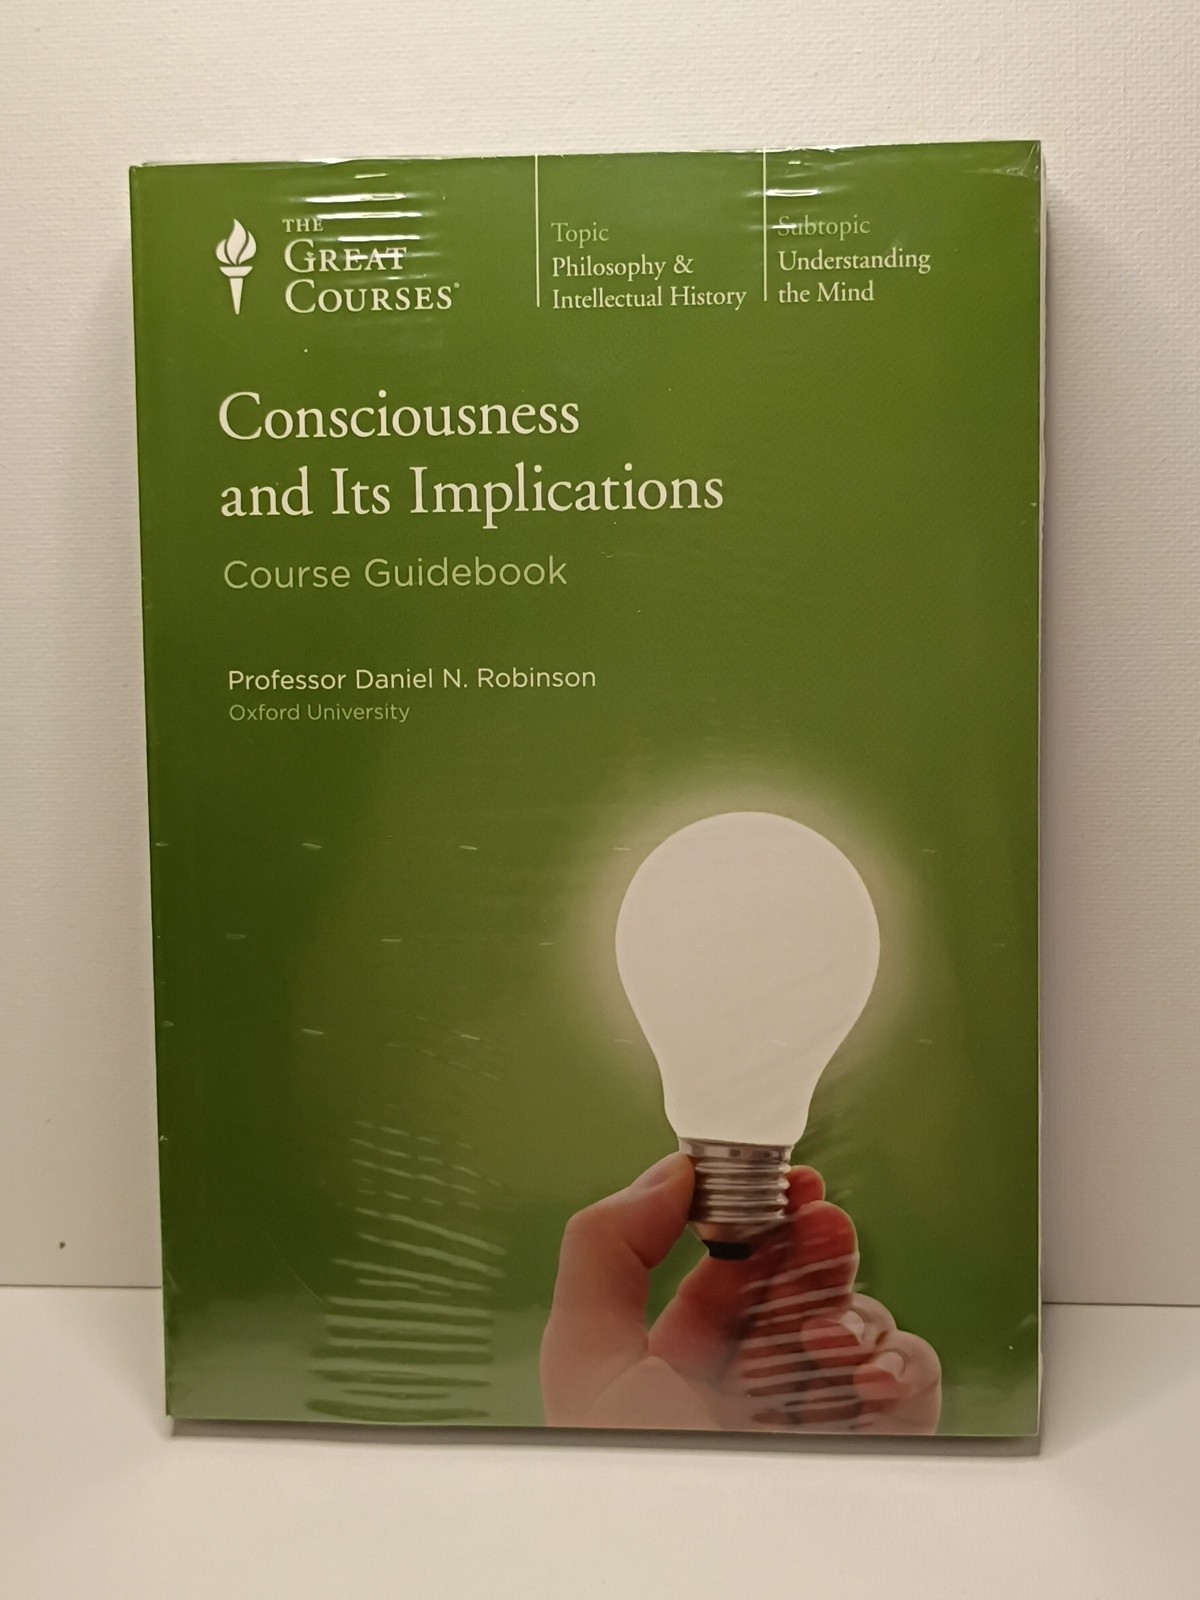 THE
GREAT
COURSES®
Topic
Philosophy &
Intellectual History
Subtopic
Understanding
the Mind
Consciousness
and Its Implications
Course Guidebook
Professor Daniel N. Robinson
Oxford University